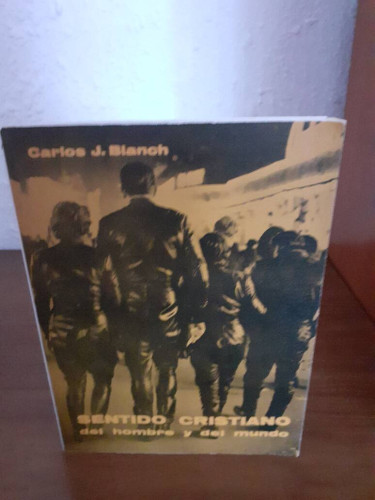 Carlos J. Blanch
SENTIDO CRISTIANO
del hombre y del mundo